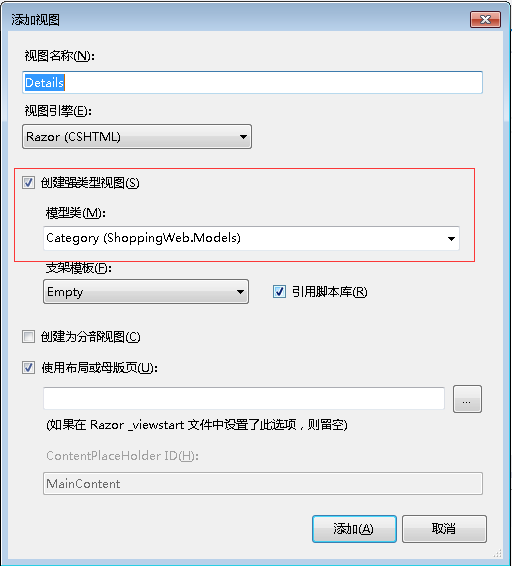 添加视图
视图名称(N):
Details
视图引擎(E):
Razor (CSHTML)
创建强类型视图(S)
模型类(M):
Category (ShoppingWeb.Models)
支架模板(F):
Empty
引用脚本库(R)
创建为分部视图(C)
使用布局或母版页(U):
...
(如果在 Razor _viewstart 文件中设置了此选项，则留空)
ContentPlaceHolder ID(H):
MainContent
添加(A)
取消